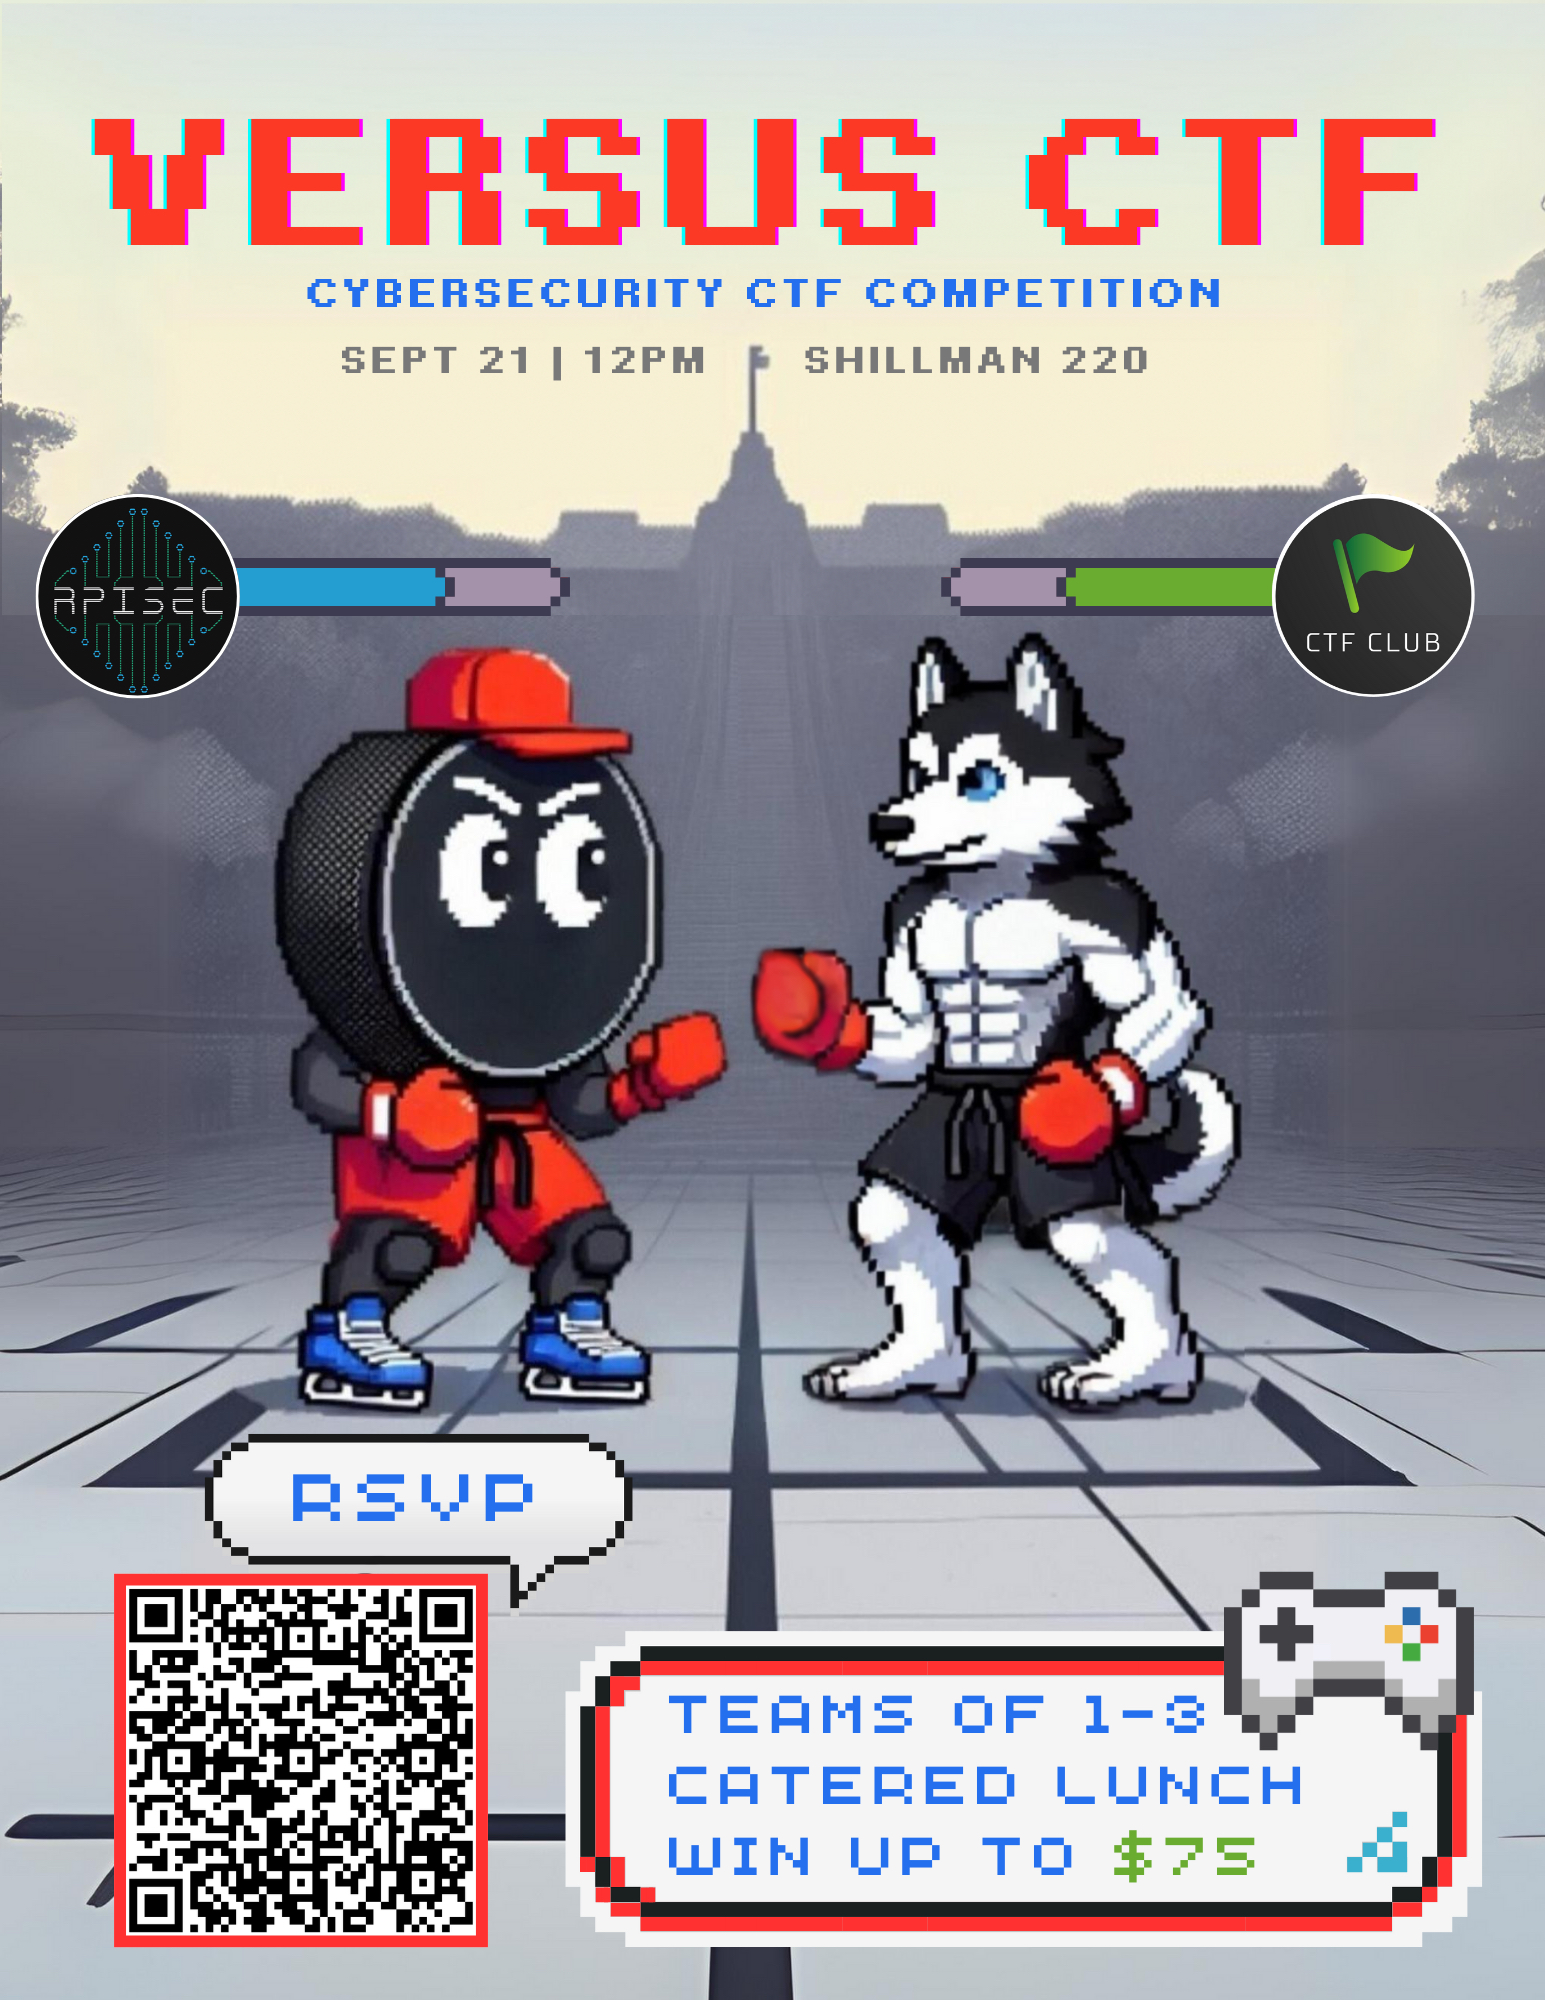 VERSUS CTF
CYBERSECURITY CTF COMPETITION
SEPT 21 | 12PM SHILLMAN 220
RPISEC
CTF CLUB
RSVP
TEAMS OF 1-3
CATERED LUNCH
WIN UP TO $75